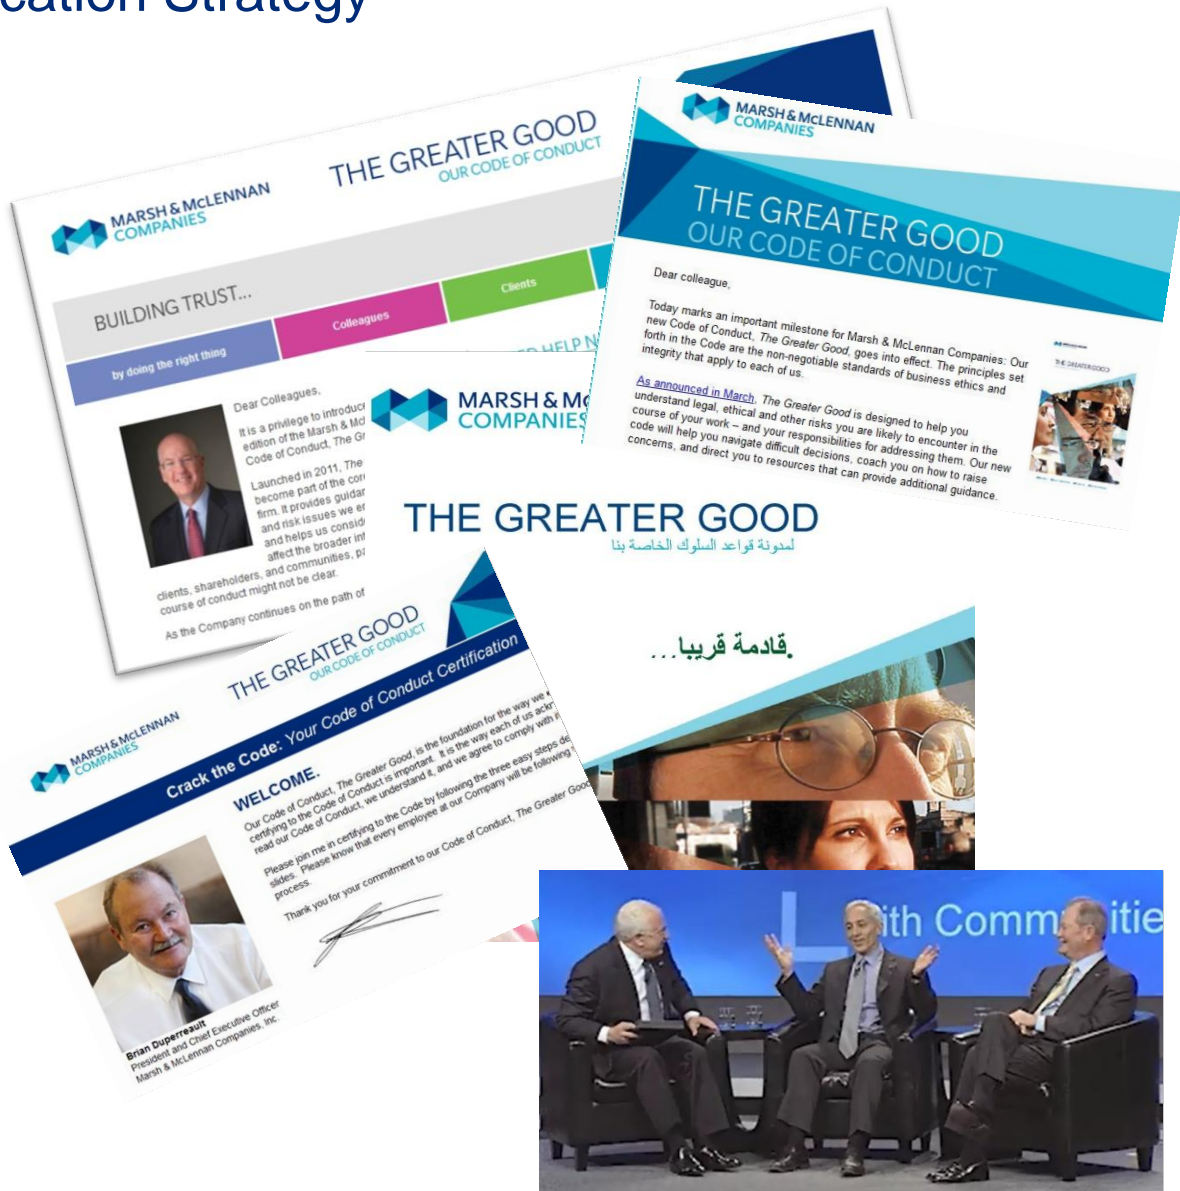 Strategy
MARSH & McLENNAN
COMPANIES
THE GREATER GOOD
OUR CODE OF CONDUCT
BUILDING TRUST...
by doing the right thing
Colleagues
Clients
HELP
Dear Colleagues,
It is a privilege to
edition of the Marsh &
Code of Conduct, The
Launched in 2011, The
become part of the
firm. It provides
and risk issues we
and helps us
affect the broader
clients, shareholders, and communities,
course of conduct might not be clear.
As the Company continues on the path of
MARSH & McLENNAN
COMPANIES
THE GREATER GOOD
OUR CODE OF CONDUCT
Dear colleague,
Today marks an important milestone for Marsh & McLennan Companies: Our
new Code of Conduct, The Greater Good, goes into effect. The principles set
forth in the Code are the non-negotiable standards of business ethics and
integrity that apply to each of us.
As announced in March, The Greater Good is designed to help you
understand legal, ethical and other risks you are likely to encounter in the
course of your work – and your responsibilities for addressing them. Our new
code will help you navigate difficult decisions, coach you on how to raise
concerns, and direct you to resources that can provide additional guidance.
THE GREATER GOOD
MARSH &
COMPANIES
THE GREATER GOOD
لمدونة قواعد السلوك الخاصة بنا
قادمة قريبا...
MARSH & McLENNAN
COMPANIES
THE GREATER GOOD
OUR CODE OF CONDUCT
Crack the Code: Your Code of Conduct Certification
WELCOME.
Our Code of Conduct, The Greater Good, is the foundation for the way we
certifying to the Code of Conduct is important. It is the way each of us
read our Code of Conduct, we understand it, and we agree to comply with
Please join me in certifying to the Code by following the three easy steps
slides. Please know that every employee at our Company will be following
process.
Thank you for your commitment to our Code of Conduct, The Greater Good
Brian Duperreault
President and Chief Executive Officer
Marsh & McLennan Companies, Inc.